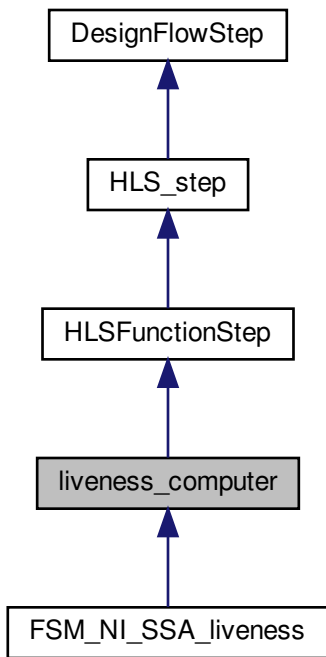 DesignFlowStep
HLS_step
HLSFunctionStep
liveness_computer
FSM_NI_SSA_liveness